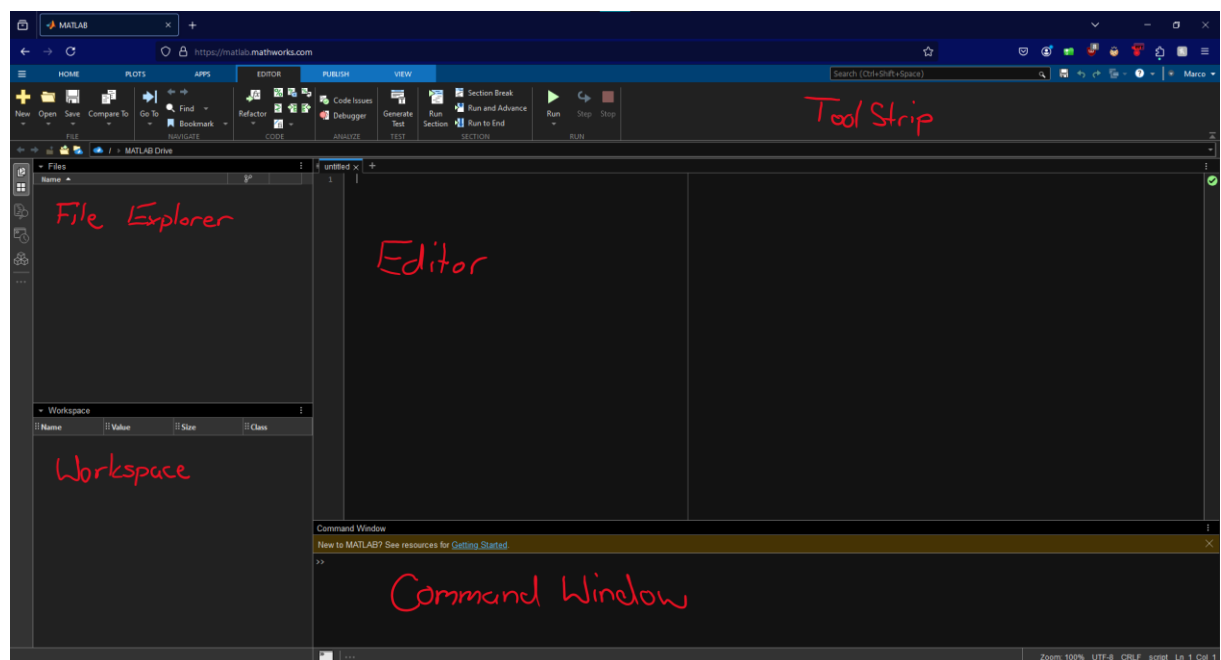 MATLAB
https://matlab.mathworks.com
HOME PLOTS APPS EDITOR PUBLISH VIEW Search (Ctrl+Shift+Space) Marco
New Open Save Compare To Go To Find Bookmark Refactor Code Issues Debugger Generate Test Run Section Section Break Run and Advance Run to End Run Step Stop
FILE NAVIGATE CODE ANALYZE TEST SECTION RUN
Tool Strip
/ MATLAB Drive
Files
Name
untitled
1
File Explorer
Editor
Workspace
Name Value Size Class
Workspace
Command Window
New to MATLAB? See resources for Getting Started.
>>
Command Window
Zoom: 100% UTF-8 CRLF script Ln 1 Col 1